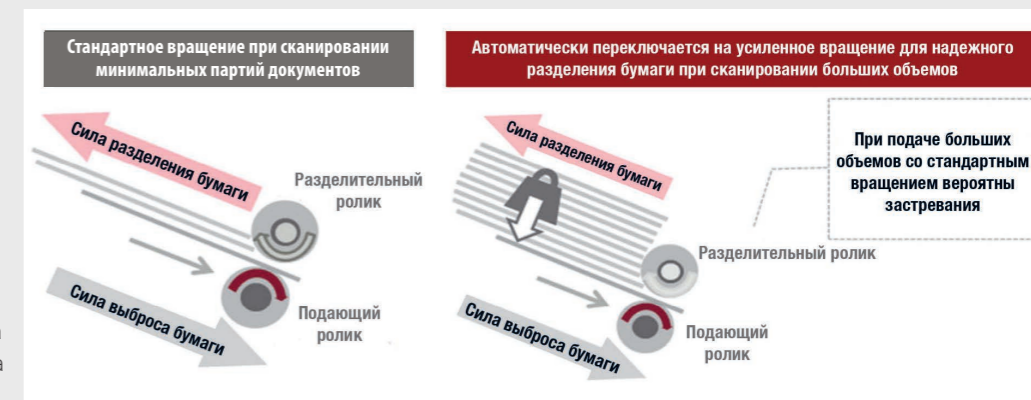 Стандартное вращение при сканировании
минимальных партий документов
Сила разделения бумаги
Разделительный
ролик
Сила выброса бумаги
Подающий
ролик
Автоматически переключается на усиленное вращение для надежного
разделения бумаги при сканировании больших объемов
Сила разделения бумаги
При подаче больших
объемов со стандартным
вращением вероятны
застревания
Разделительный ролик
Сила выброса бумаги
Подающий
ролик
а